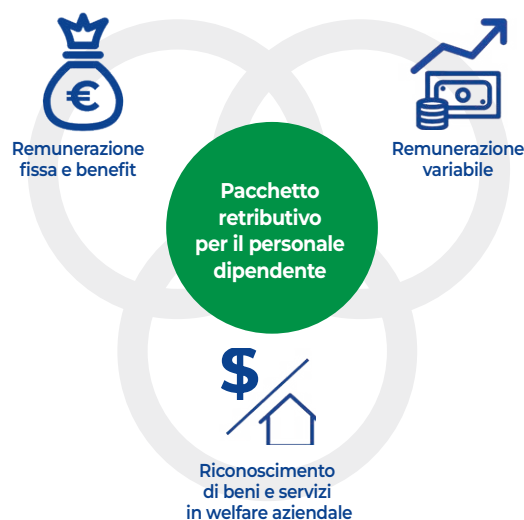 €
Remunerazione
fissa e benefit
Remunerazione
variabile
Pacchetto
retributivo
per il personale
dipendente
$
Riconoscimento
di beni e servizi
in welfare aziendale